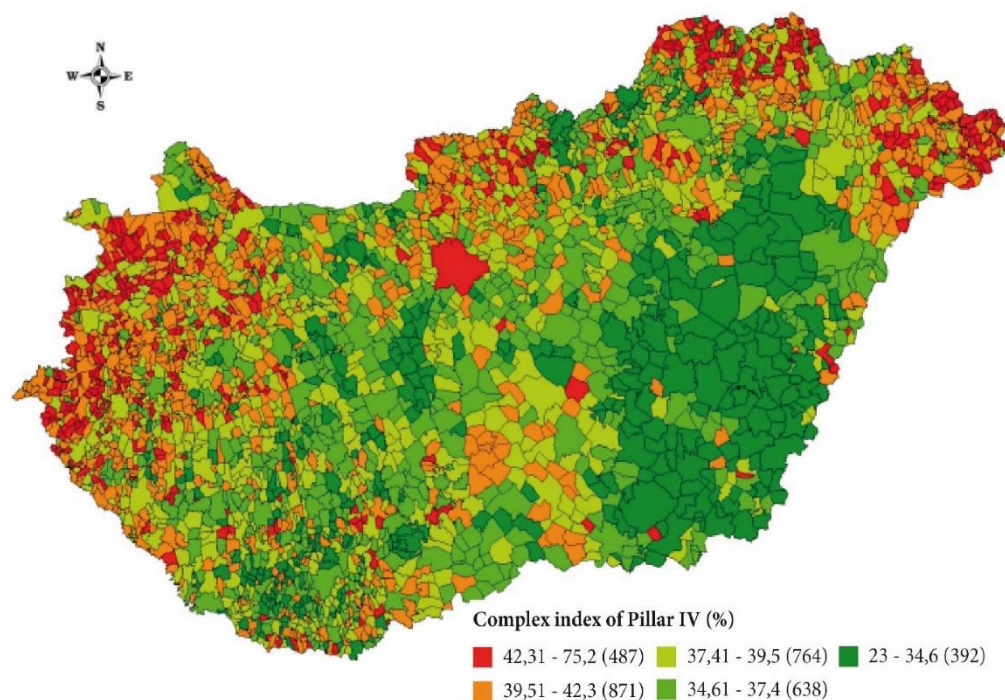 N
W E
S
Complex index of Pillar IV (%)
42,31 - 75,2 (487) 37,41 - 39,5 (764) 23 - 34,6 (392)
39,51 - 42,3 (871) 34,61 - 37,4 (638)